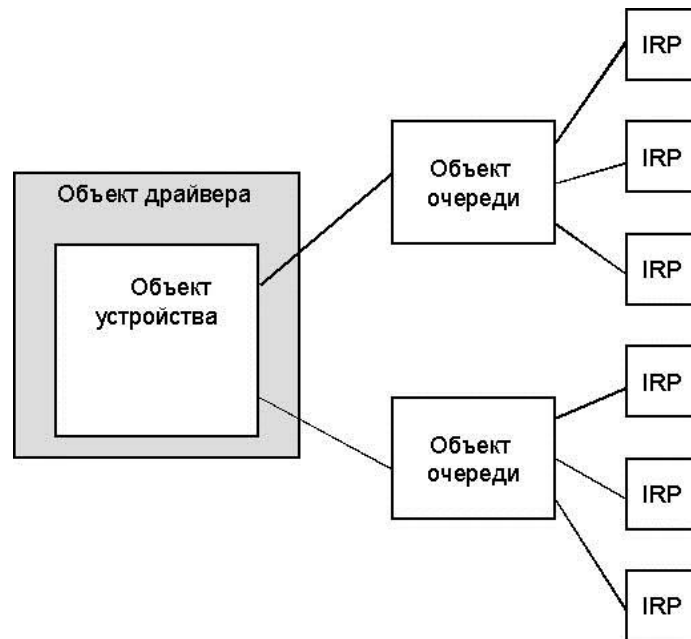 Объект драйвера
Объект
устройства
Объект
очереди
IRP
IRP
IRP
Объект
очереди
IRP
IRP
IRP